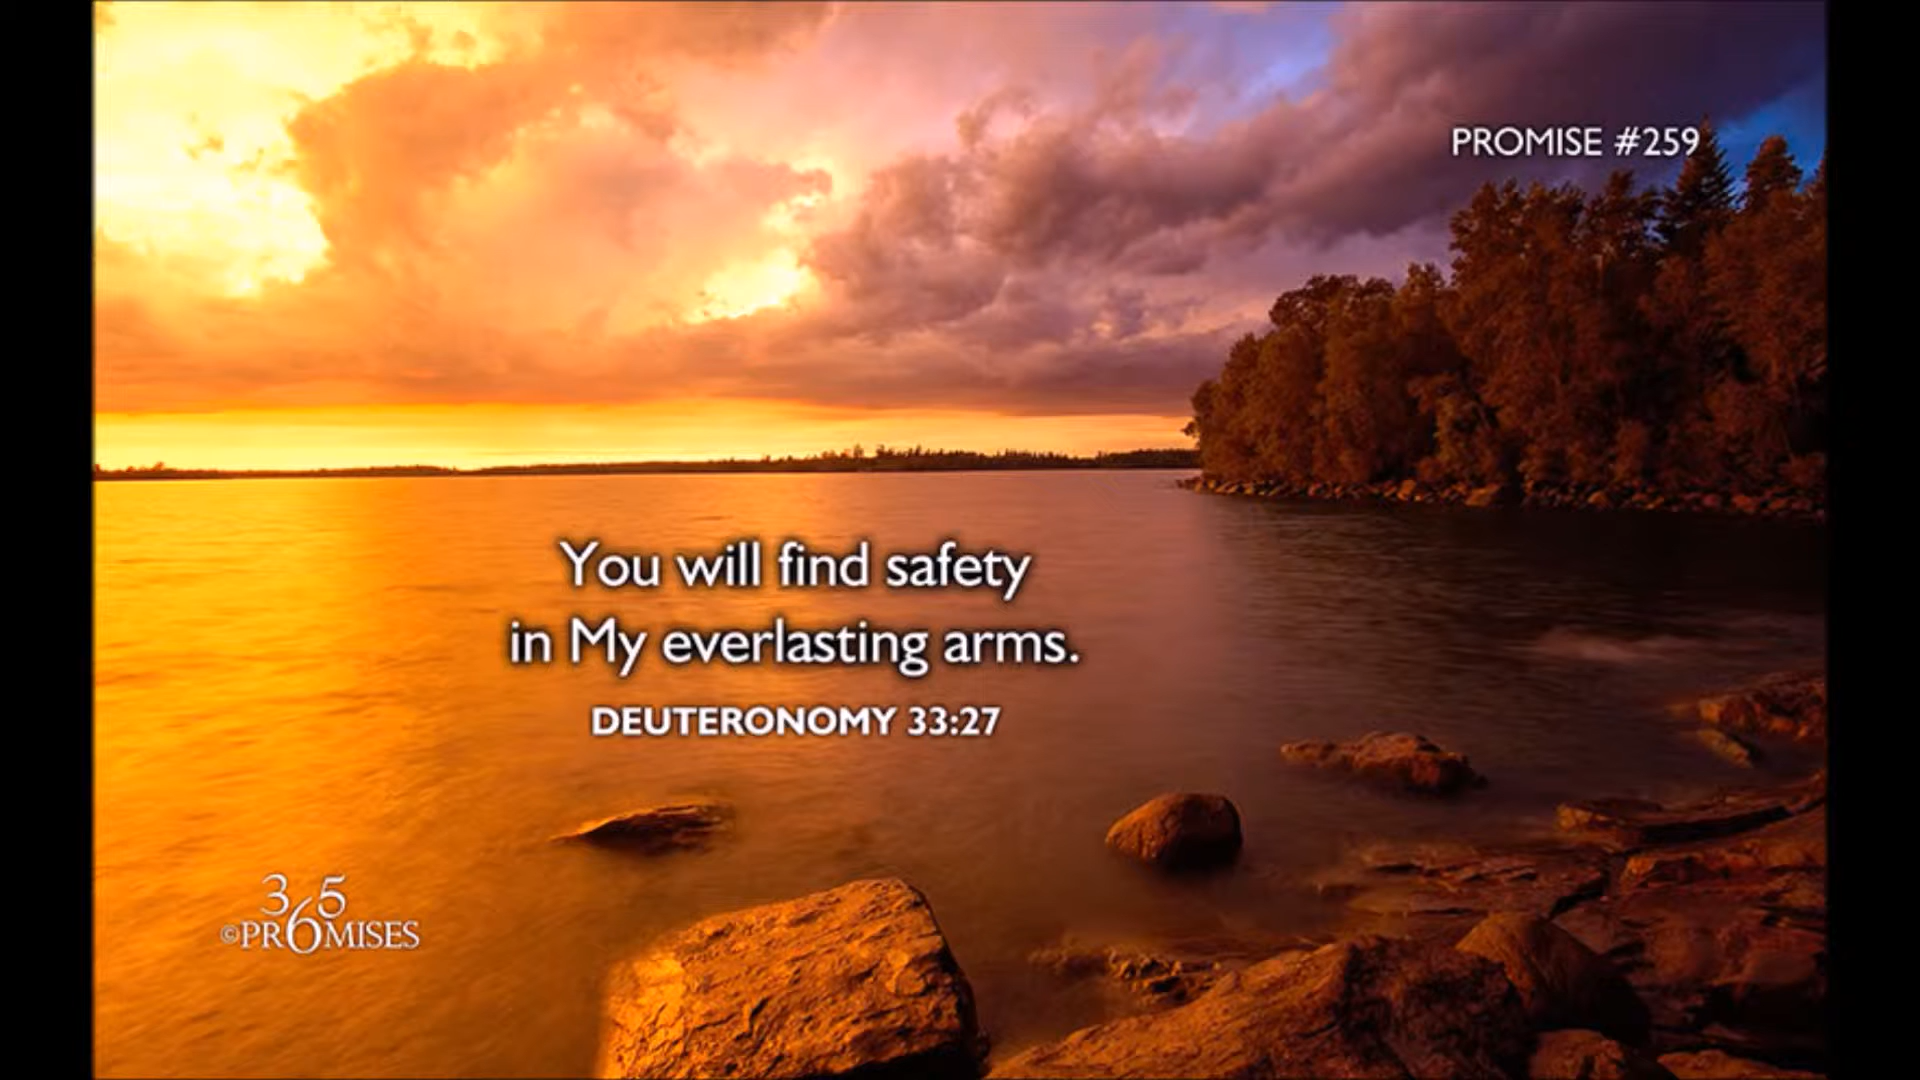 PROMISE #259
You will find safety
in My everlasting arms.
DEUTERONOMY 33:27
365
©PROMISES